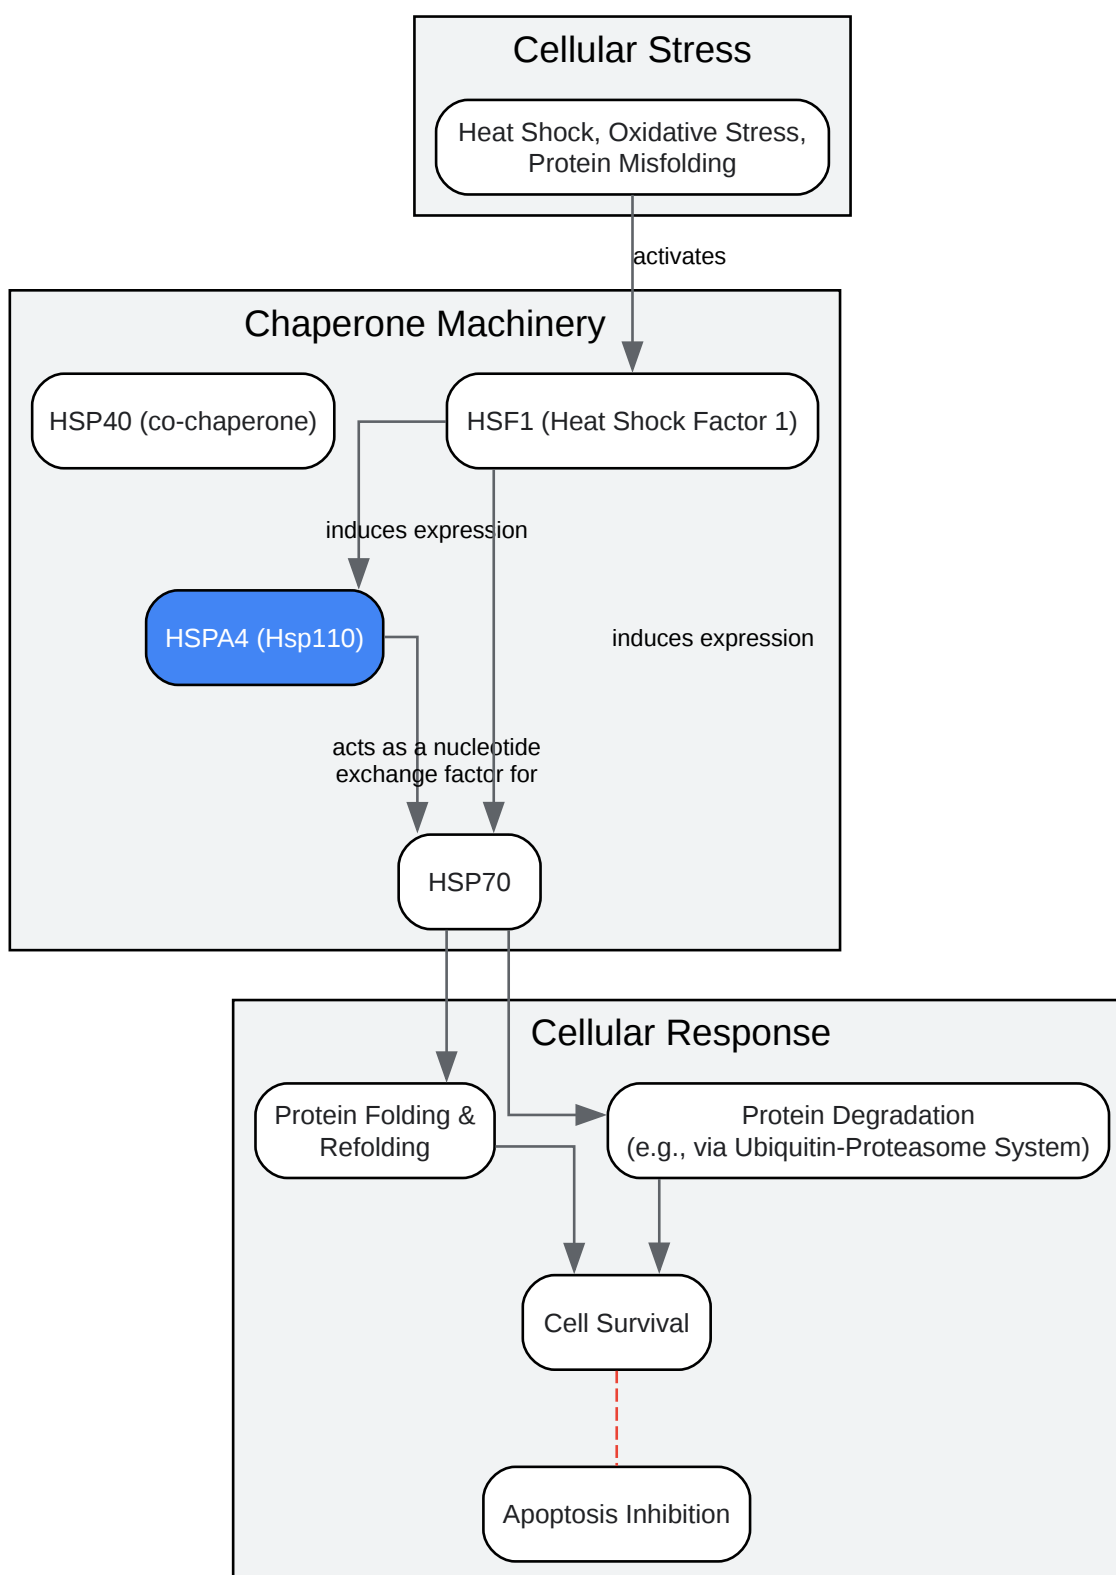 Cellular Stress
Heat Shock, Oxidative Stress,
Protein Misfolding
activates
Chaperone Machinery
HSP40 (co-chaperone)
HSF1 (Heat Shock Factor 1)
induces expression
HSPA4 (Hsp110)
induces expression
acts as a nucleotide
exchange factor for
HSP70
Cellular Response
Protein Folding &
Refolding
Protein Degradation
(e.g., via Ubiquitin-Proteasome System)
Cell Survival
Apoptosis Inhibition